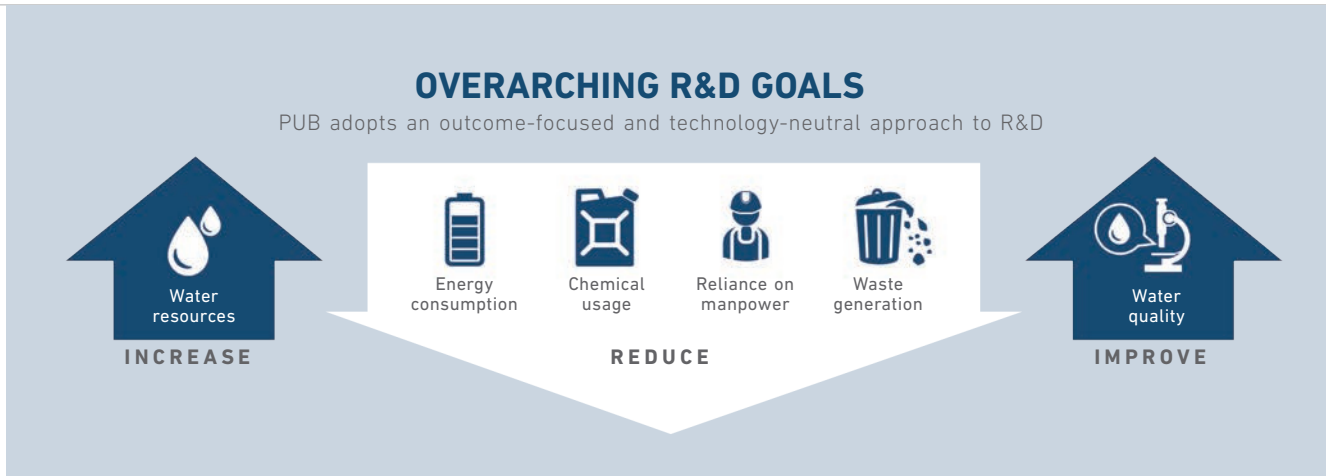 OVERARCHING R&D GOALS
PUB adopts an outcome-focused and technology-neutral approach to R&D
Water
resources
INCREASE
Energy
consumption
Chemical
usage
Reliance on
manpower
Waste
generation
REDUCE
Water
quality
IMPROVE